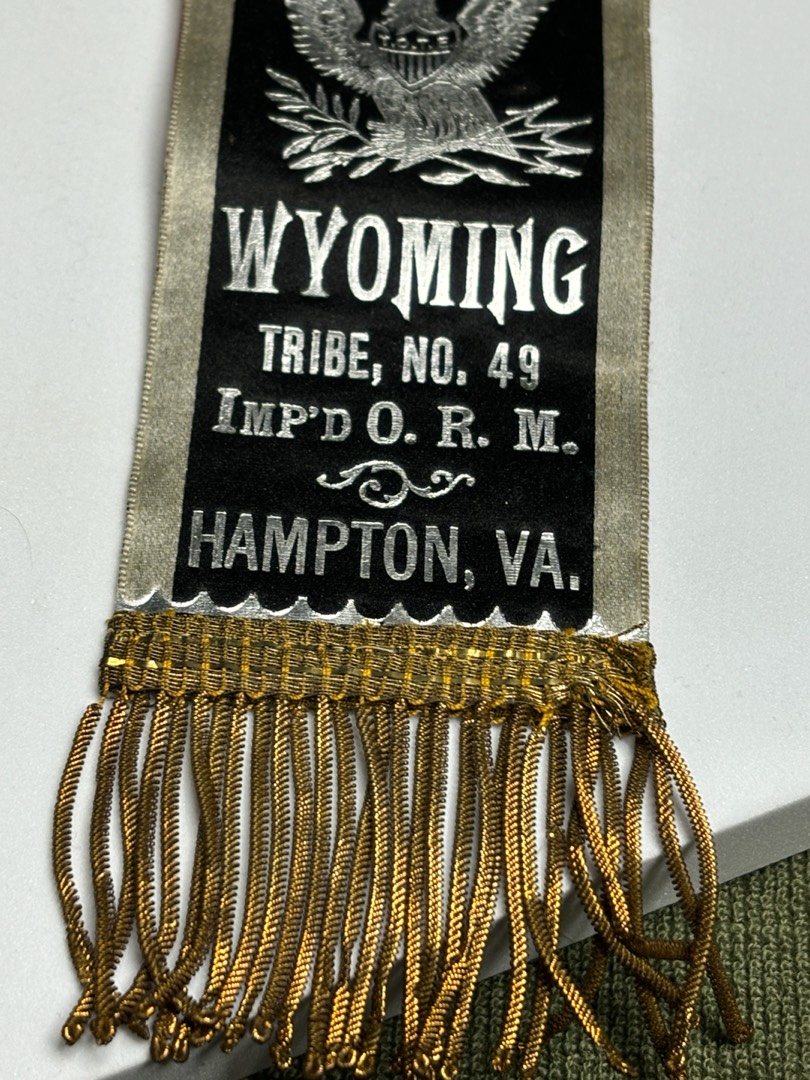 T.O.T.E
WYOMING
TRIBE, NO. 49
IMP'D O. R. M.
HAMPTON, VA.